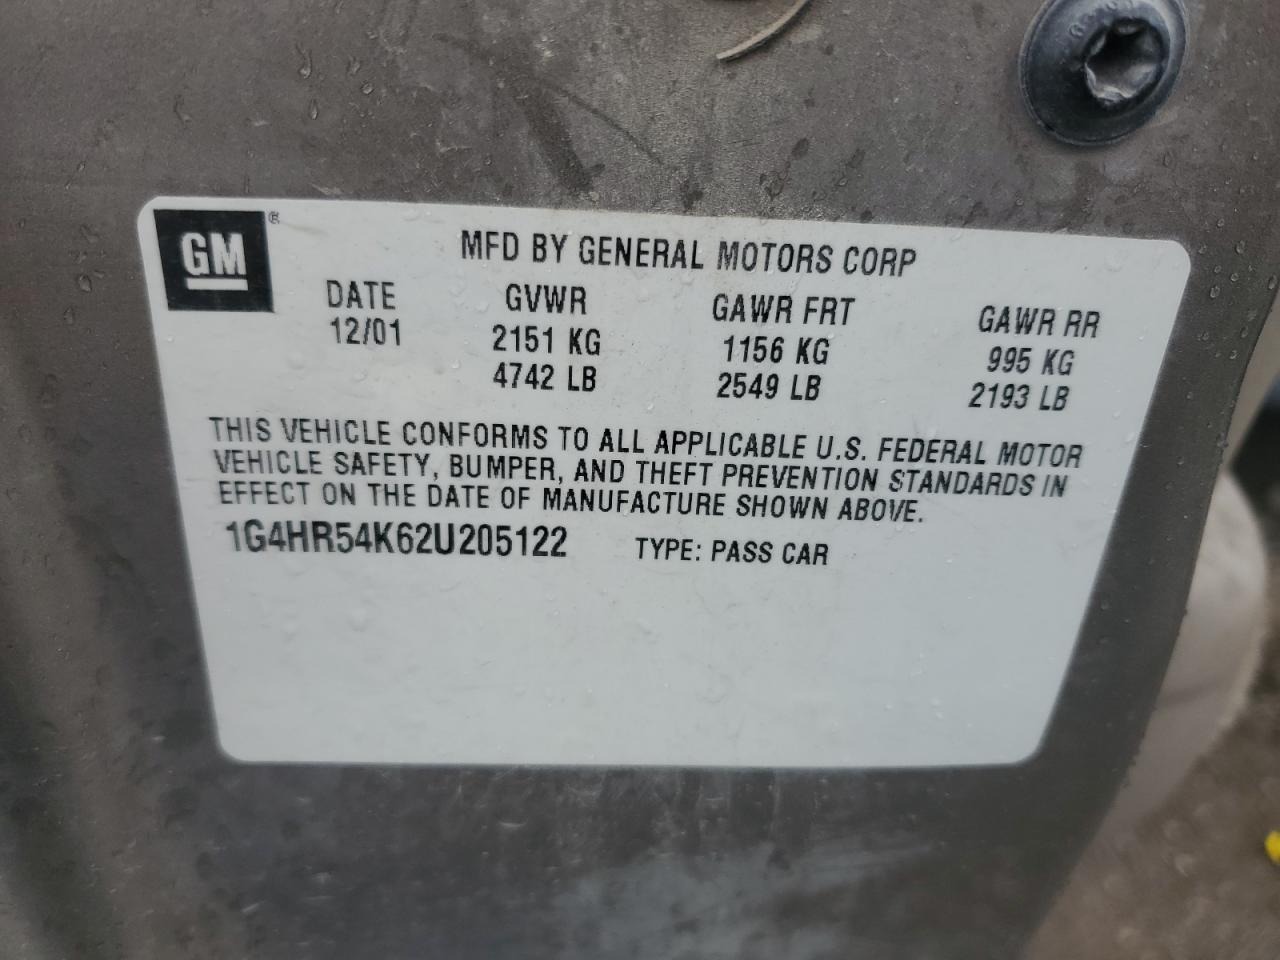 GM ®
MFD BY GENERAL MOTORS CORP
DATE GVWR GAWR FRT GAWR RR
12/01 2151 KG 1156 KG 995 KG
4742 LB 2549 LB 2193 LB
THIS VEHICLE CONFORMS TO ALL APPLICABLE U.S. FEDERAL MOTOR
VEHICLE SAFETY, BUMPER, AND THEFT PREVENTION STANDARDS IN
EFFECT ON THE DATE OF MANUFACTURE SHOWN ABOVE.
1G4HR54K62U205122 TYPE: PASS CAR